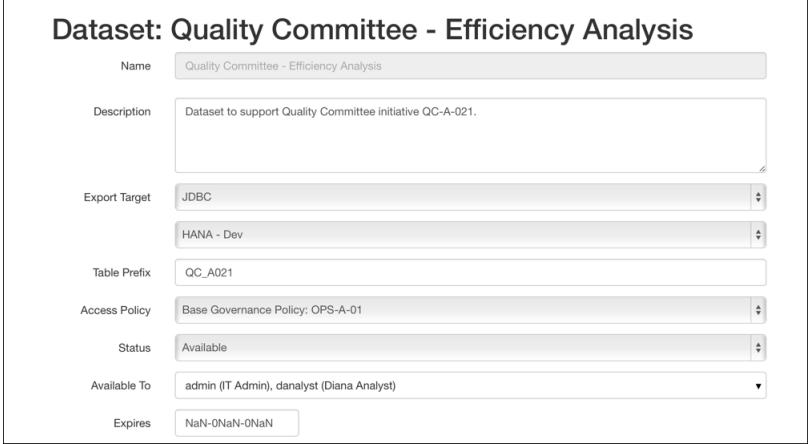 Dataset: Quality Committee - Efficiency Analysis
Name Quality Committee - Efficiency Analysis
Description Dataset to support Quality Committee initiative QC-A-021.
Export Target JDBC
HANA - Dev
Table Prefix QC_A021
Access Policy Base Governance Policy: OPS-A-01
Status Available
Available To admin (IT Admin), danalyst (Diana Analyst)
Expires NaN-0NaN-0NaN